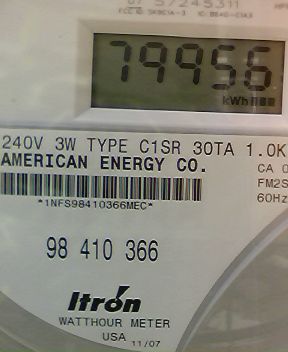 79956
kWh
240V 3W TYPE C1SR 30TA 1.0K
AMERICAN ENERGY CO.
CA 0
FM2S
60Hz
*1NFS98410366MEC*
98 410 366
Itron
WATTHOUR METER
USA 11/07